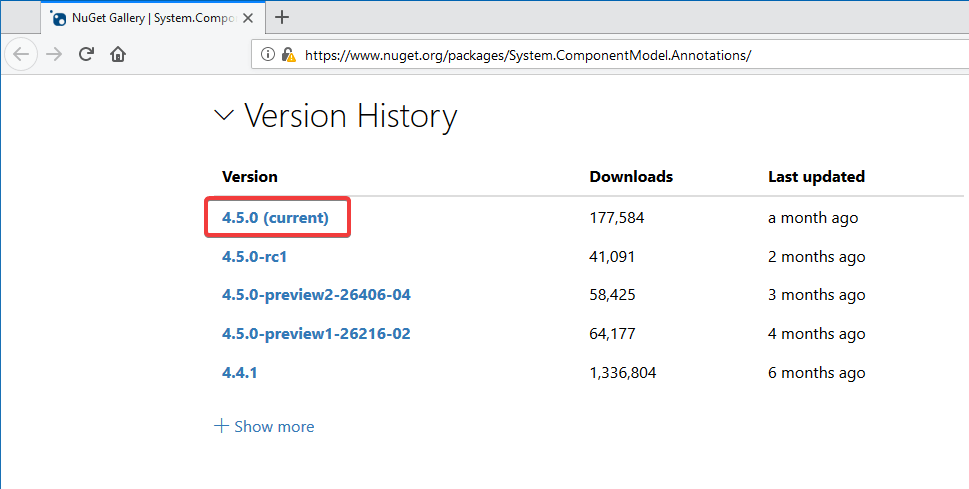 NuGet Gallery | System.Compo
https://www.nuget.org/packages/System.ComponentModel.Annotations/
Version History
Version Downloads Last updated
4.5.0 (current) 177,584 a month ago
4.5.0-rc1 41,091 2 months ago
4.5.0-preview2-26406-04 58,425 3 months ago
4.5.0-preview1-26216-02 64,177 4 months ago
4.4.1 1,336,804 6 months ago
Show more